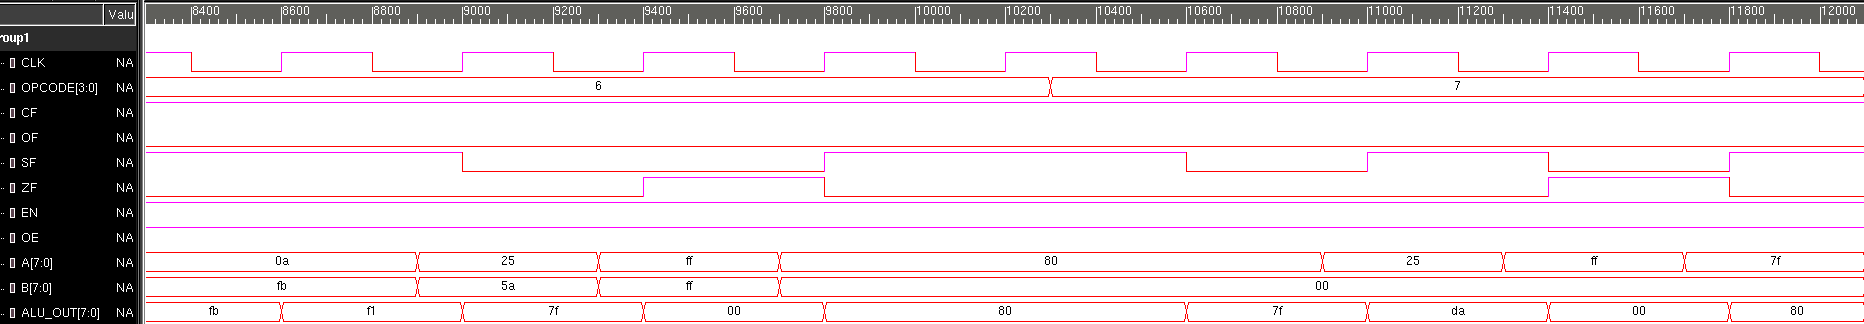 Valu 8400 8600 8800 9000 9200 9400 9600 9800 10000 10200 10400 10600 10800 11000 11200 11400 11600 11800 12000
roup1
CLK NA
OPCODE[3:0] NA 6 7
CF NA
OF NA
SF NA
ZF NA
EN NA
OE NA
A[7:0] NA 0a 25 ff 80 25 ff 7f
B[7:0] NA fb 5a ff 00
ALU_OUT[7:0] NA fb f1 7f 00 80 7f da 00 80